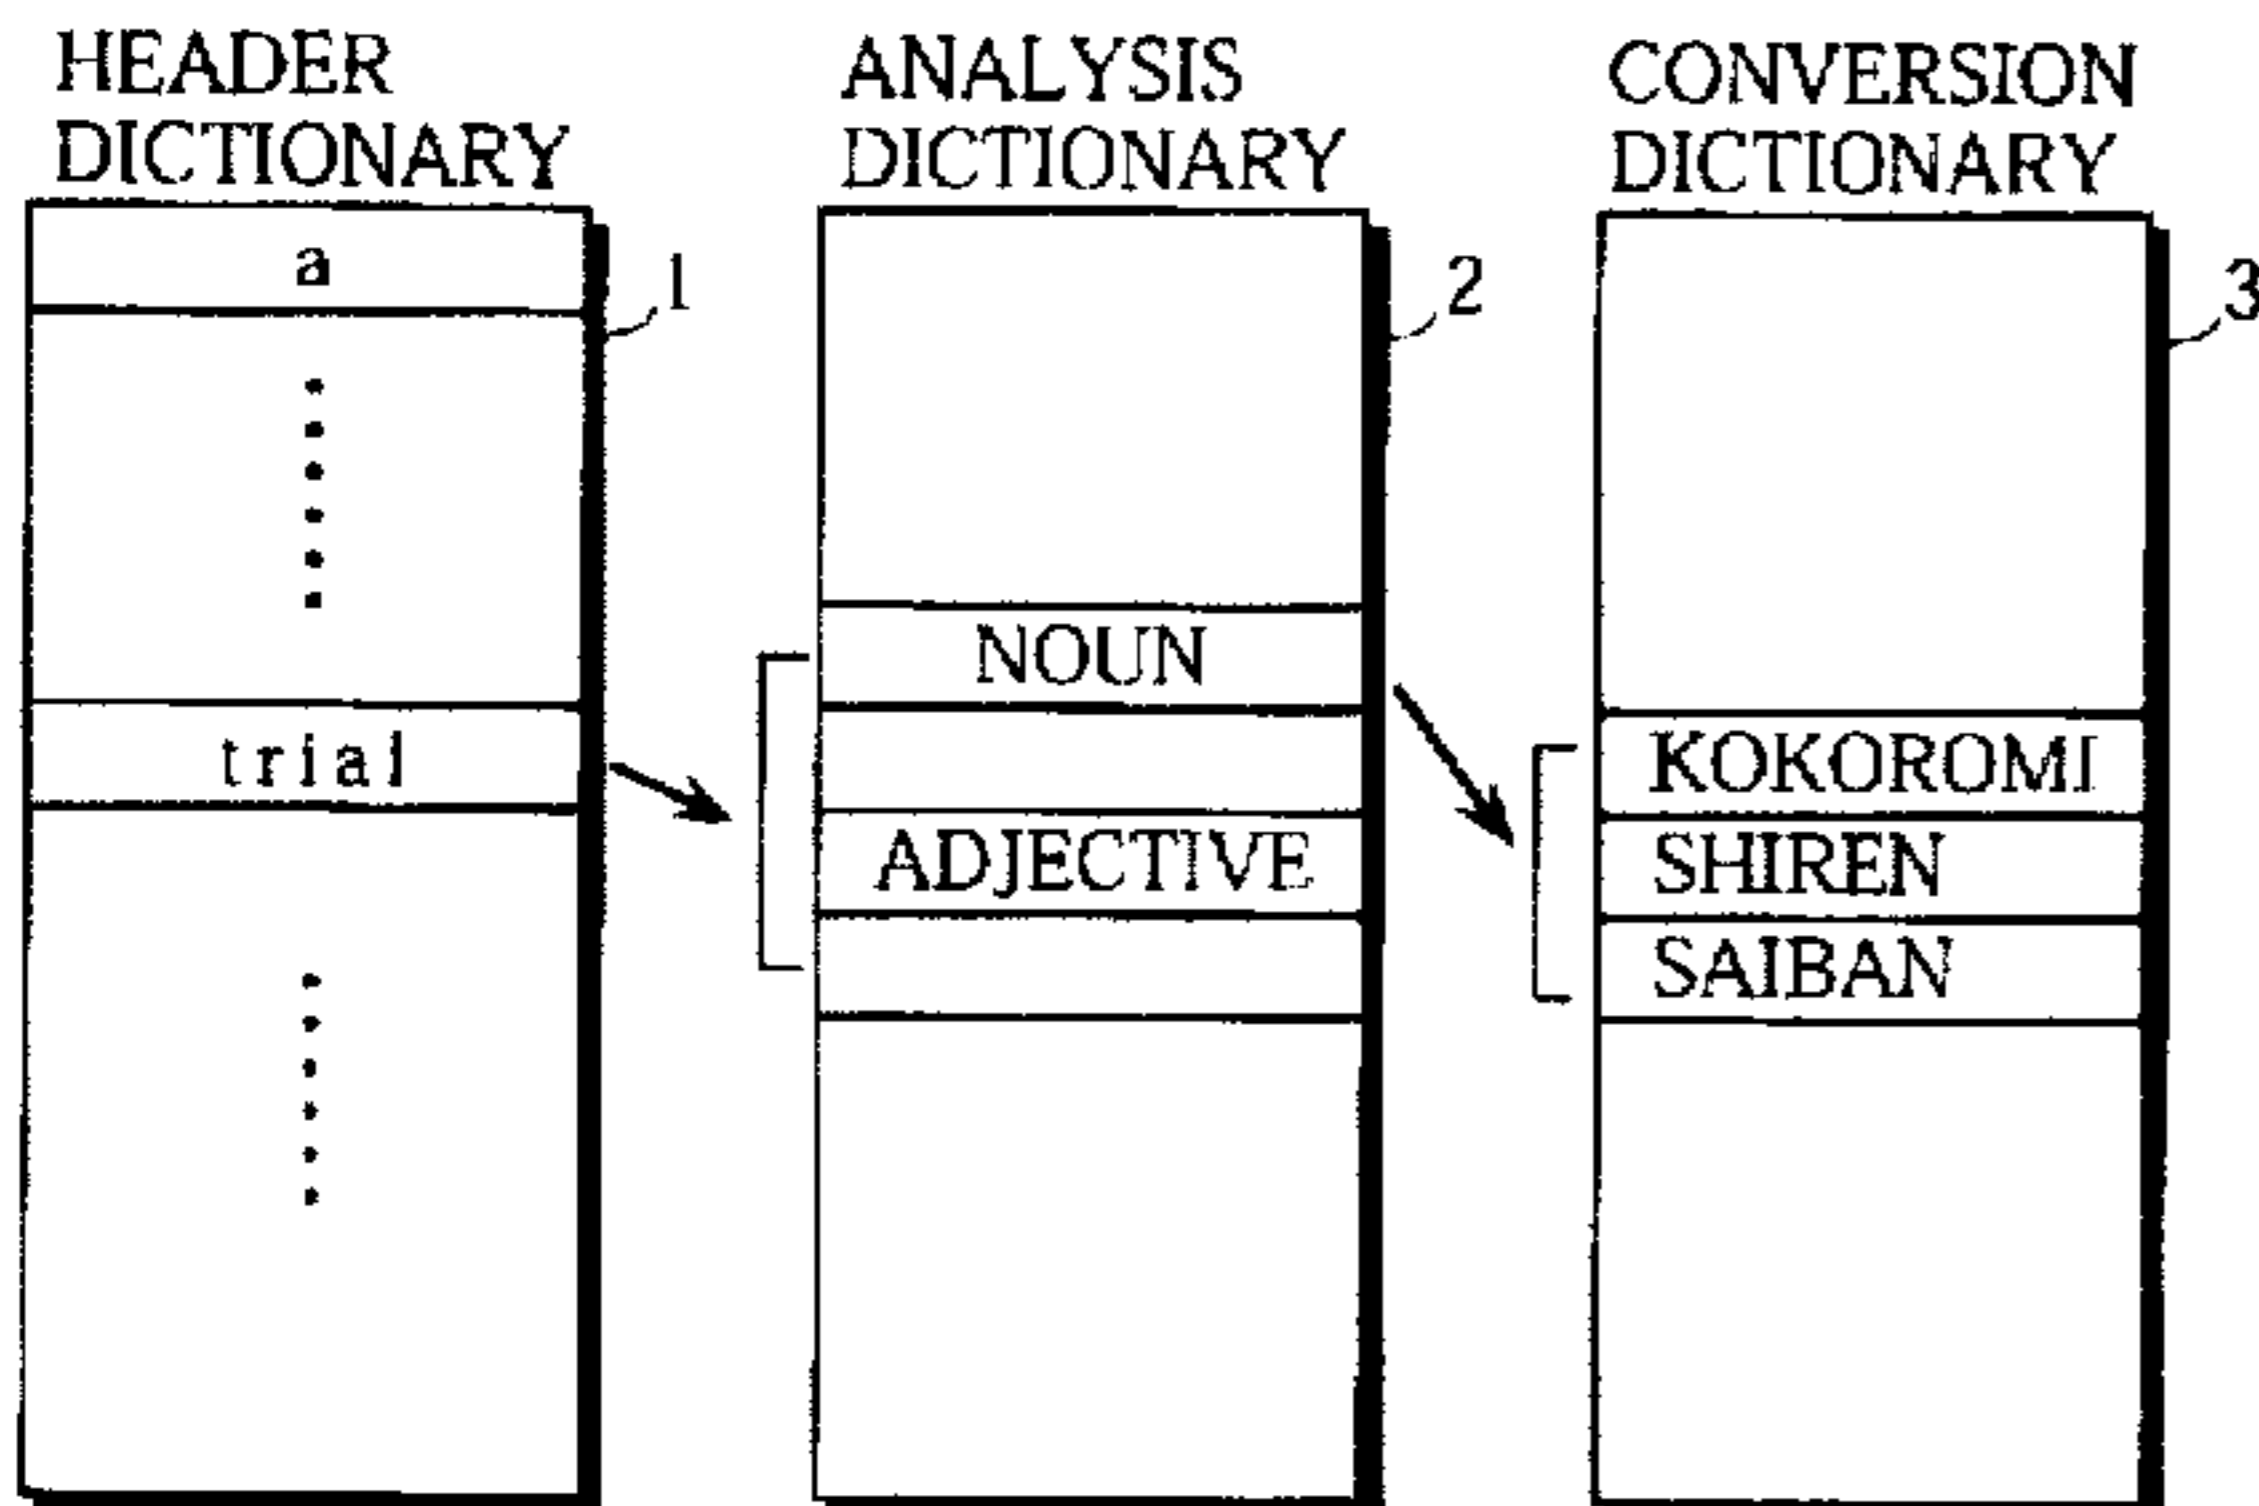 HEADER
DICTIONARY
a
trial
1
ANALYSIS
DICTIONARY
NOUN
ADJECTIVE
2
CONVERSION
DICTIONARY
KOKOROMI
SHIREN
SAIBAN
3